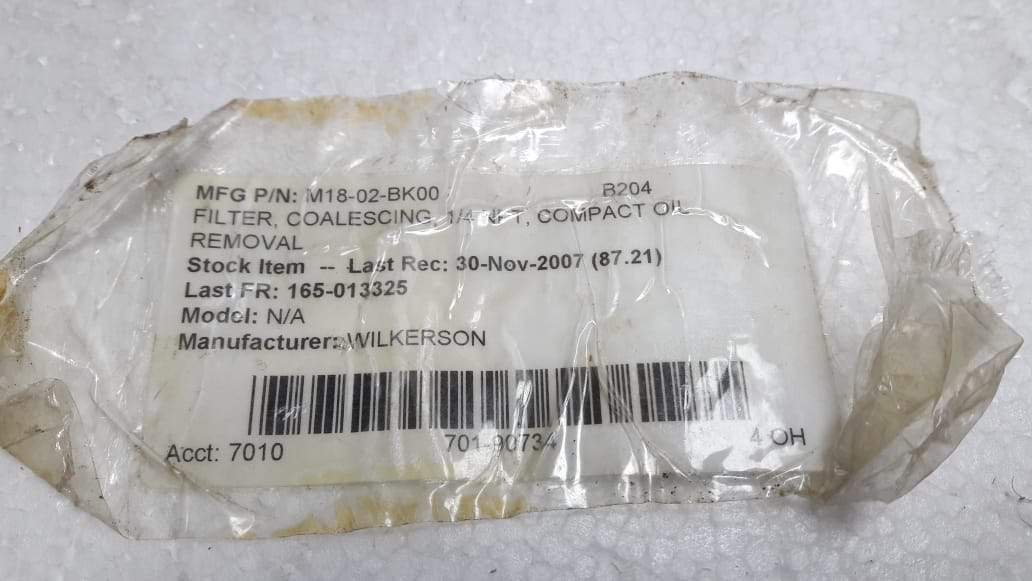 MFG P/N: M18-02-BK00 B204
FILTER, COALESCING, 1/4 NPT, COMPACT OIL
REMOVAL
Stock Item -- Last Rec: 30-Nov-2007 (87.21)
Last FR: 165-013325
Model: N/A
Manufacturer: WILKERSON
Acct: 7010 701-90734 4 OH